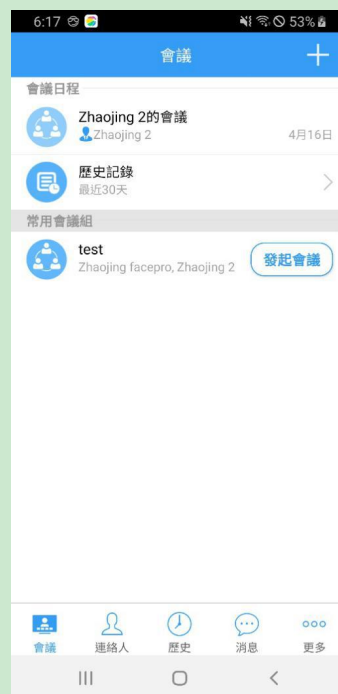 6:17 53%
會議
會議日程
Zhaojing 2的會議
Zhaojing 2 4月16日
歷史記錄
最近30天
常用會議組
test
Zhaojing facepro, Zhaojing 2 發起會議
會議 連絡人 歷史 消息 更多